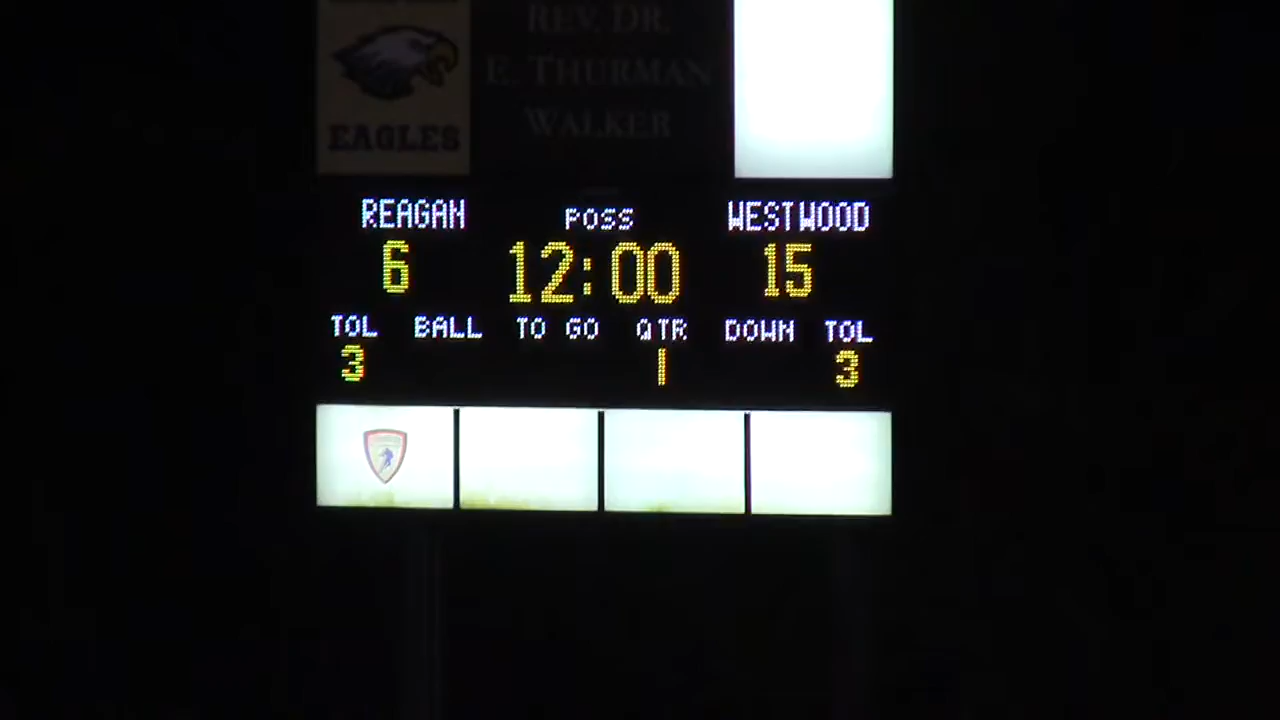 REV. DR.
E. THURMAN
WALKER
EAGLES
REAGAN POSS WESTWOOD
6 12:00 15
TOL BALL TO GO QTR DOWN TOL
3 1 3